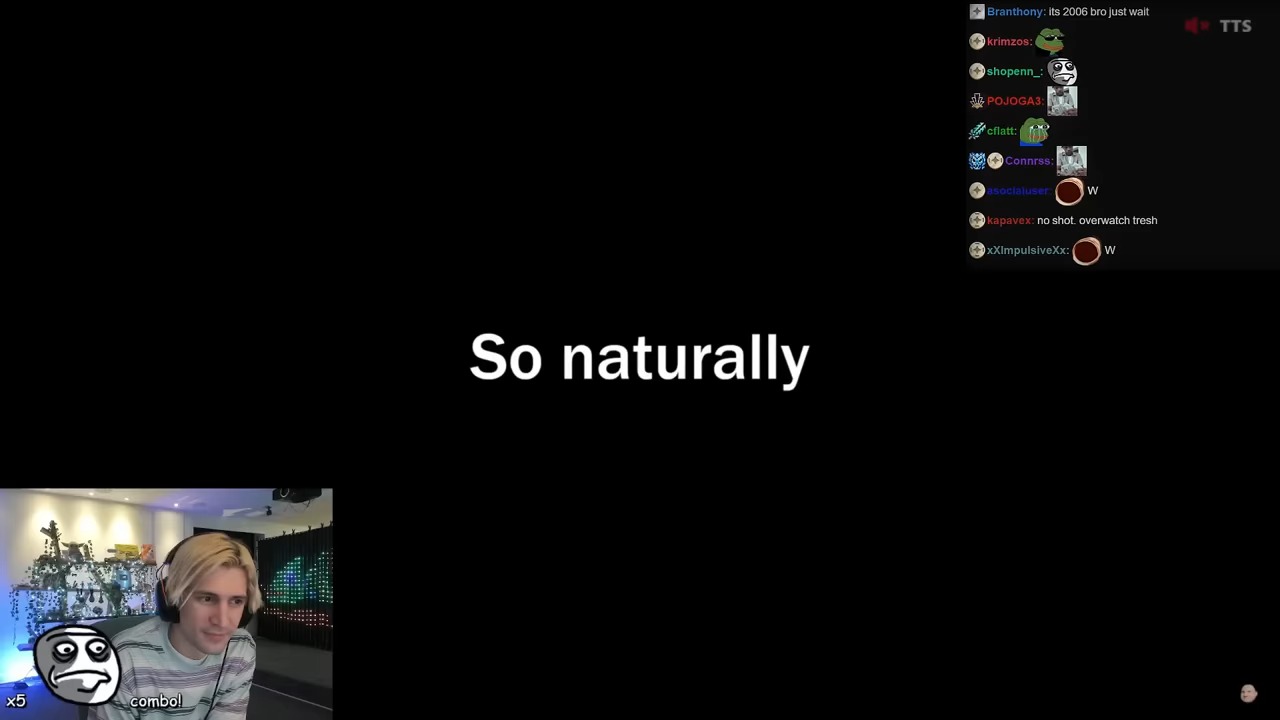 Branthony: its 2006 bro just wait
TTS
krimzos:
shopenn_:
POJOGA3:
cflatt:
Connrss:
asocialuser: W
kapavex: no shot. overwatch tresh
xXImpulsiveXx: W
So naturally
x5 combo!